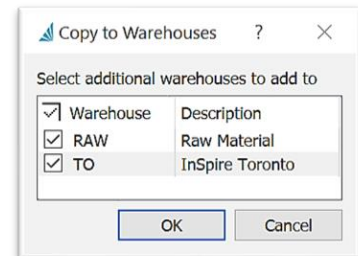 Copy to Warehouses ?
Select additional warehouses to add to
Warehouse Description
RAW Raw Material
TO InSpire Toronto
OK Cancel